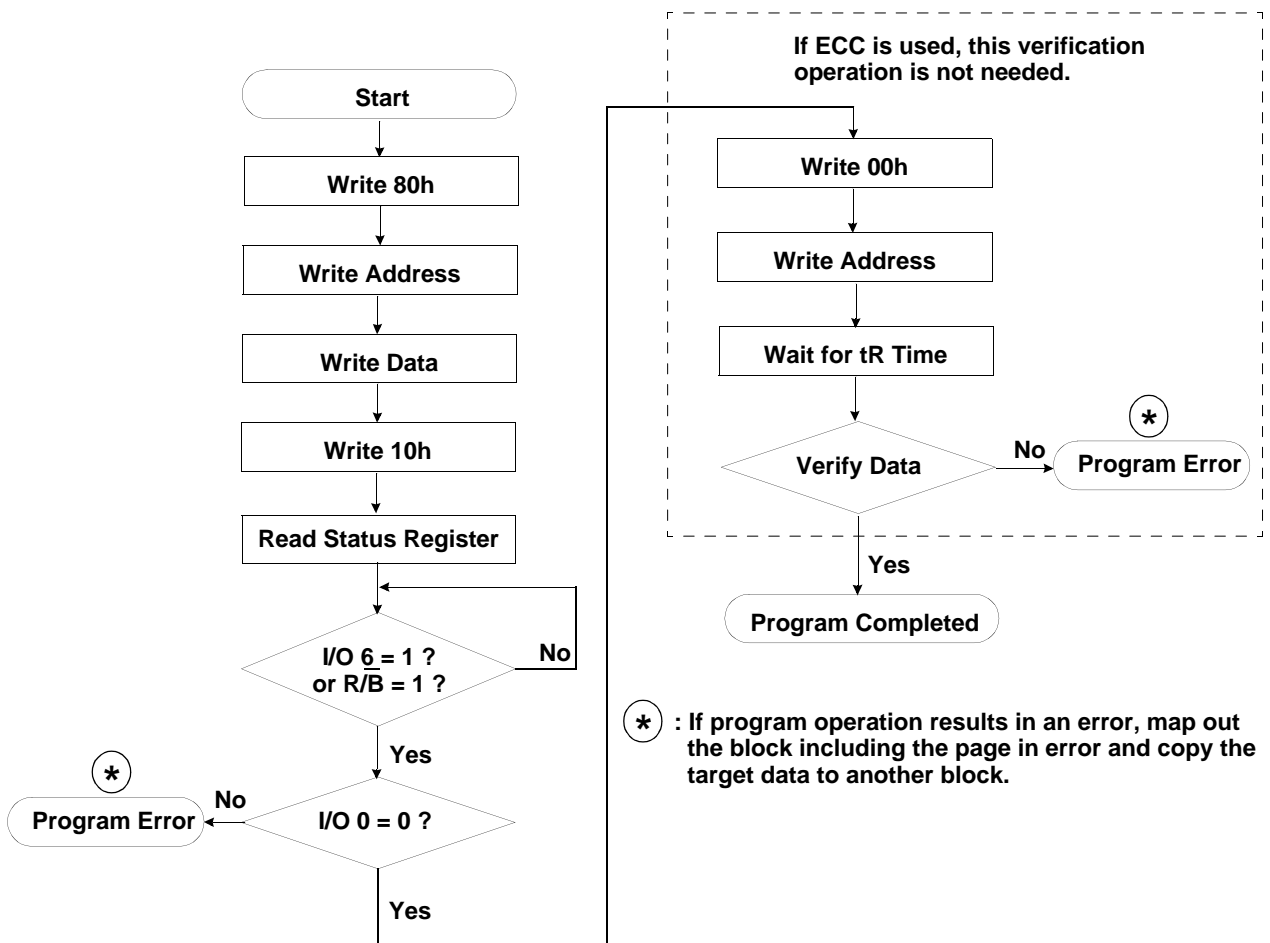 Start
Write 80h
Write Address
Write Data
Write 10h
Read Status Register
I/O 6 = 1 ?
or R/B = 1 ?
No
Yes
*
No
Program Error
I/O 0 = 0 ?
Yes
If ECC is used, this verification
operation is not needed.
Write 00h
Write Address
Wait for tR Time
*
Verify Data
No
Program Error
Yes
Program Completed
* : If program operation results in an error, map out
the block including the page in error and copy the
target data to another block.